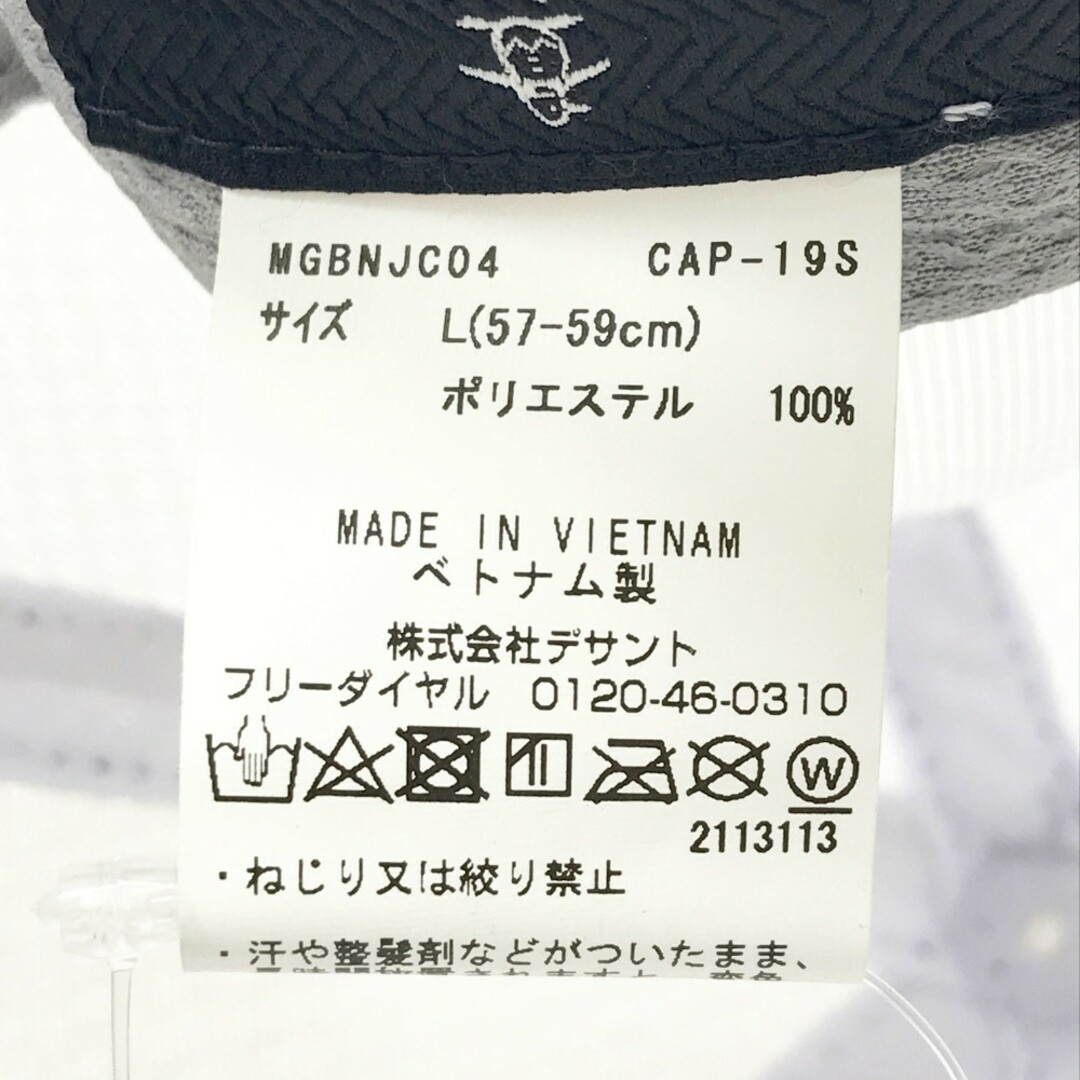 MGBNJC04 CAP-19S
サイズ L(57-59cm)
ポリエステル 100%
MADE IN VIETNAM
ベトナム製
株式会社デサント
フリーダイヤル 0120-46-0310
W
2113113
・ねじり又は絞り禁止
・汗や整髪剤などがついたまま、